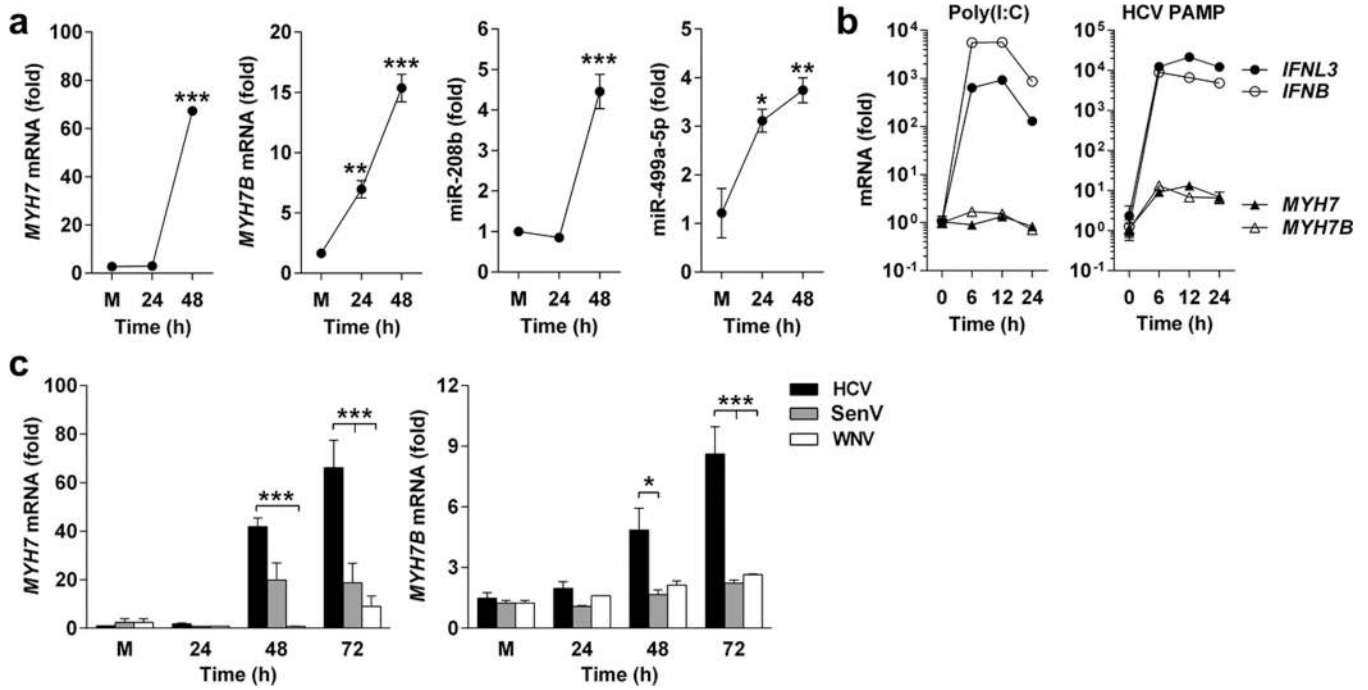 a
MYH7 mRNA (fold)
100
80
60
40
20
0
***
M 24 48
Time (h)
MYH7B mRNA (fold)
20
15
10
5
0
**
***
M 24 48
Time (h)
miR-208b (fold)
6
4
2
1
0
***
M 24 48
Time (h)
miR-499a-5p (fold)
5
4
3
2
1
0
*
**
M 24 48
Time (h)
b
Poly(I:C)
mRNA (fold)
10^4
10^3
10^2
10^1
10^0
10^-1
0 6 12 24
Time (h)
HCV PAMP
10^5
10^4
10^3
10^2
10^1
10^0
10^-1
0 6 12 24
Time (h)
IFNL3
IFNB
MYH7
MYH7B
c
MYH7 mRNA (fold)
100
80
60
40
20
0
***
***
M 24 48 72
Time (h)
MYH7B mRNA (fold)
12
9
6
3
0
*
***
M 24 48 72
Time (h)
HCV
SenV
WNV